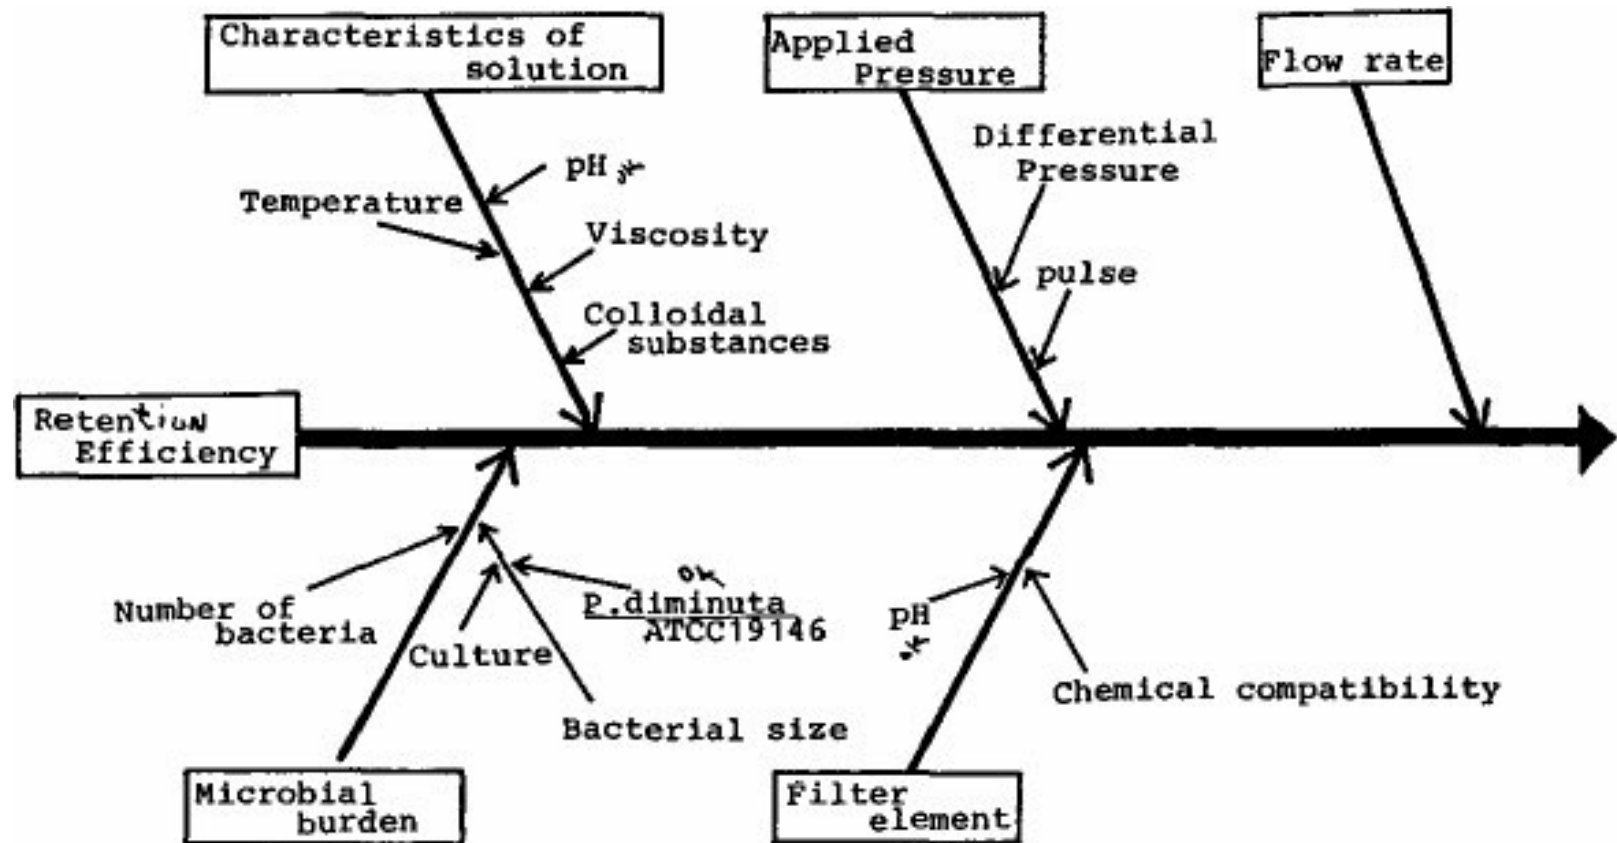 Characteristics of
solution
Applied
Pressure
Flow rate
Differential
Pressure
pH
Temperature
Viscosity
pulse
Colloidal
substances
Retention
Efficiency
Number of
bacteria
Culture
ok
P.diminuta
ATCC19146
Bacterial size
pH
Chemical compatibility
Microbial
burden
Filter
element